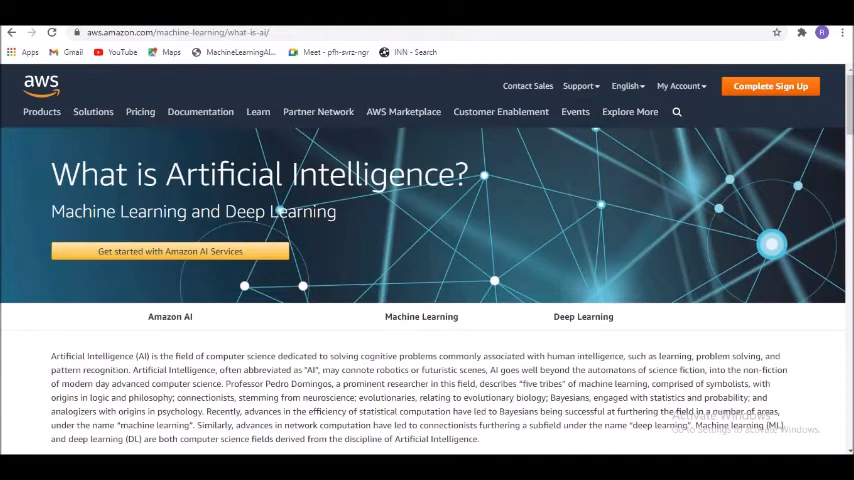 aws.amazon.com/machine-learning/what-is-ai/
R
Apps Gmail YouTube Maps MachineLearningAI... Meet - pfh-svrz-ngr INN - Search
aws
Contact Sales Support English My Account Complete Sign Up
Products Solutions Pricing Documentation Learn Partner Network AWS Marketplace Customer Enablement Events Explore More
What is Artificial Intelligence?
Machine Learning and Deep Learning
Get started with Amazon AI Services
Amazon AI Machine Learning Deep Learning
Artificial Intelligence (AI) is the field of computer science dedicated to solving cognitive problems commonly associated with human intelligence, such as learning, problem solving, and
pattern recognition. Artificial Intelligence, often abbreviated as "AI", may connote robotics or futuristic scenes, AI goes well beyond the automatons of science fiction, into the non-fiction
of modern day advanced computer science. Professor Pedro Domingos, a prominent researcher in this field, describes "five tribes" of machine learning, comprised of symbolists, with
origins in logic and philosophy; connectionists, stemming from neuroscience; evolutionaries, relating to evolutionary biology; Bayesians, engaged with statistics and probability; and
analogizers with origins in psychology. Recently, advances in the efficiency of statistical computation have led to Bayesians being successful at furthering the field in a number of areas,
under the name "machine learning". Similarly, advances in network computation have led to connectionists furthering a subfield under the name "deep learning". Machine learning (ML)
and deep learning (DL) are both computer science fields derived from the discipline of Artificial Intelligence.
Activate Windows
Go to Settings to activate Windows.